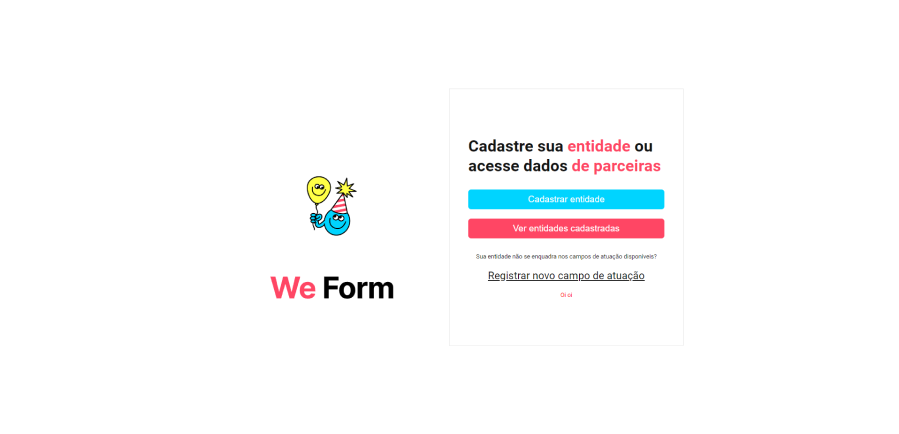 We Form
Cadastre sua entidade ou
acesse dados de parceiras
Cadastrar entidade
Ver entidades cadastradas
Sua entidade não se enquadra nos campos de atuação disponíveis?
Registrar novo campo de atuação
Oi oi